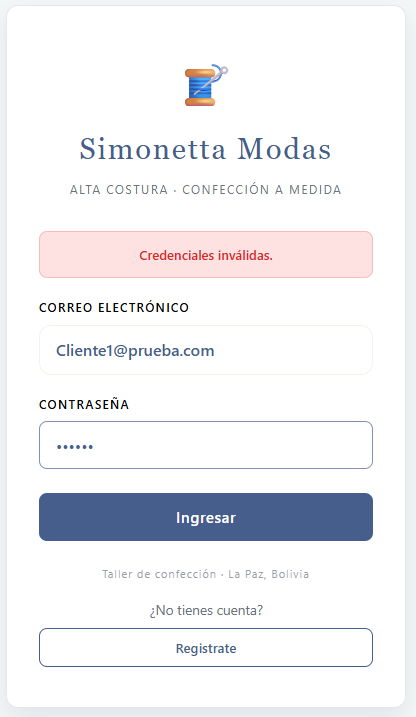 Simonetta Modas
ALTA COSTURA · CONFECCIÓN A MEDIDA
Credenciales inválidas.
CORREO ELECTRÓNICO
Cliente1@prueba.com
CONTRASEÑA
••••••
Ingresar
Taller de confección · La Paz, Bolivia
¿No tienes cuenta?
Registrate